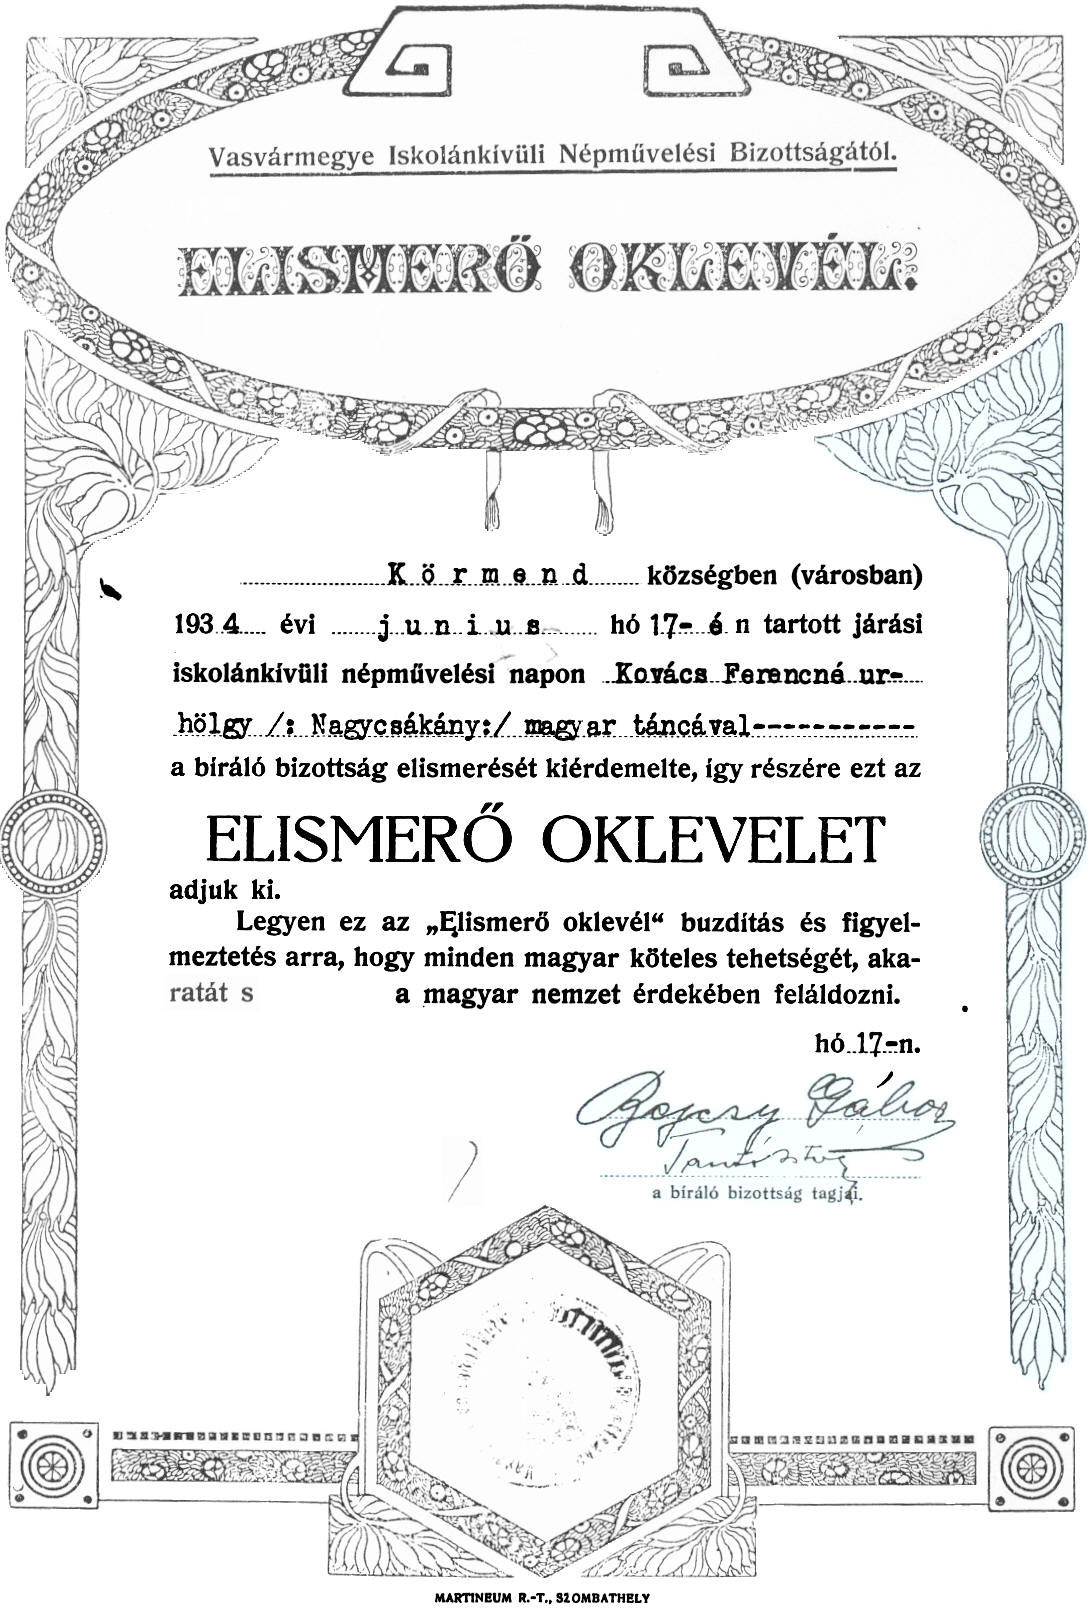 Vasvármegye Iskolánkívüli Népművelési Bizottságától.
ELISMERŐ OKLEVÉL.
Körmend községben (városban)
1934 évi junius hó 17-én tartott járási
iskolánkívüli népművelési napon Kovács Ferencné ur-
hölgy /: Nagycsákány:/ magyar táncával-----------
a bíráló bizottság elismerését kiérdemelte, így részére ezt az
ELISMERŐ OKLEVELET
adjuk ki.
Legyen ez az „Elismerő oklevél“ buzdítás és figyel-
meztetés arra, hogy minden magyar köteles tehetségét, aka-
ratát s a magyar nemzet érdekében feláldozni.
hó 17-n.
Gábor
a bíráló bizottság tagjai.
MARTINEUM R.-T., SZOMBATHELY